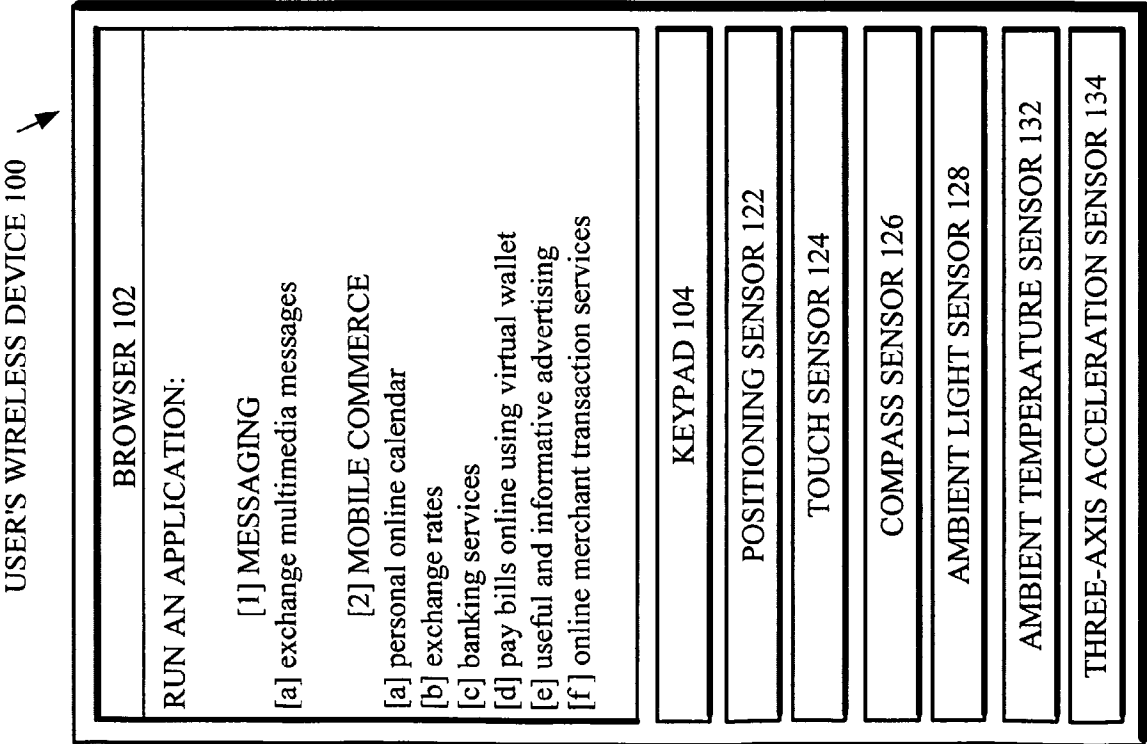 USER'S WIRELESS DEVICE 100
BROWSER 102
RUN AN APPLICATION:
[1] MESSAGING
[a] exchange multimedia messages
[2] MOBILE COMMERCE
[a] personal online calendar
[b] exchange rates
[c] banking services
[d] pay bills online using virtual wallet
[e] useful and informative advertising
[f] online merchant transaction services
KEYPAD 104
POSITIONING SENSOR 122
TOUCH SENSOR 124
COMPASS SENSOR 126
AMBIENT LIGHT SENSOR 128
AMBIENT TEMPERATURE SENSOR 132
THREE-AXIS ACCELERATION SENSOR 134